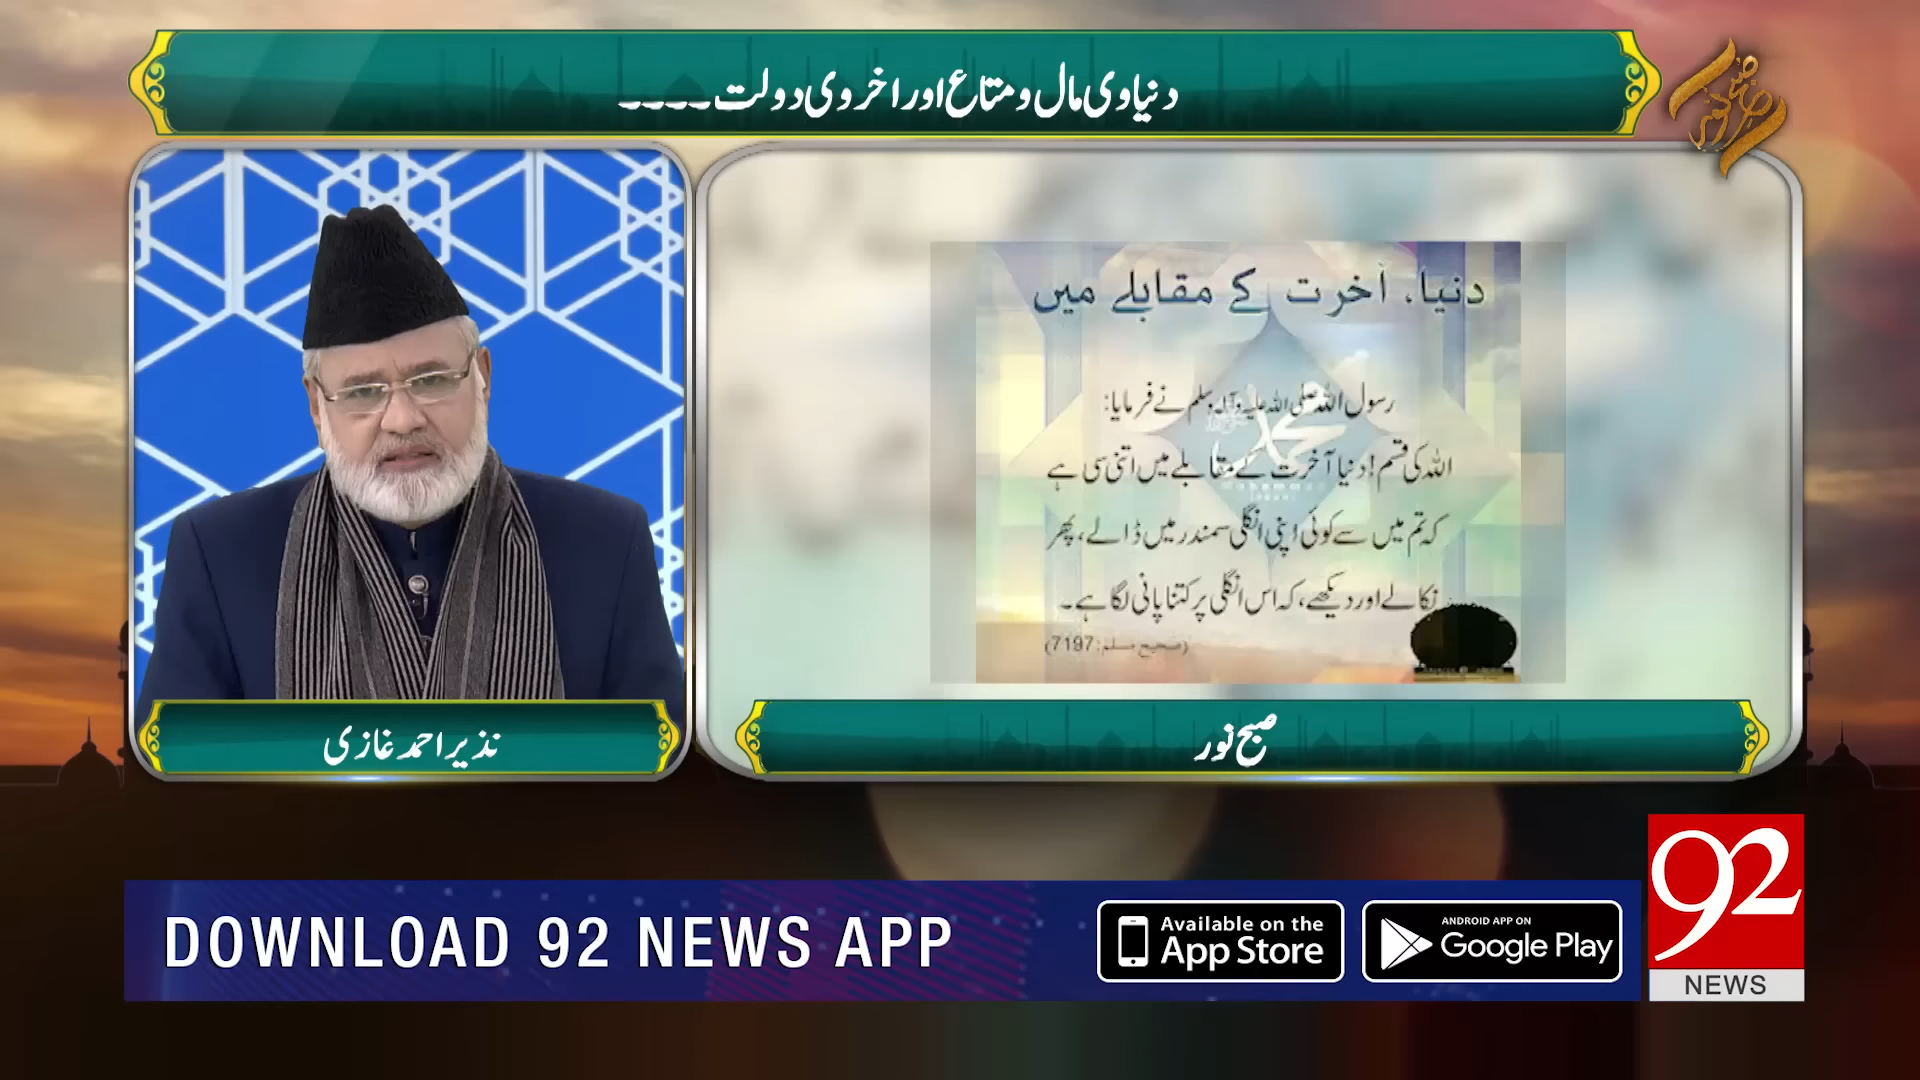 دنیاوی مال ومتاع اور اخروی دولت۔۔۔۔
دنیا، آخرت کے مقابلے میں
رسول اللہ صلی اللہ علیہ وآلہ وسلم نے فرمایا:
اللہ کی قسم! دنیا آخرت کے مقابلے میں اتنی سی ہے
کہ تم میں سے کوئی اپنی انگلی سمندر میں ڈالے، پھر
نکالے اور دیکھے، کہ اس انگلی پر کتنا پانی لگا ہے۔
(صحیح مسلم:7197)
محمد
نذیر احمد غازی
صبح نور
DOWNLOAD 92 NEWS APP
Available on the
App Store
ANDROID APP ON
Google Play
92
NEWS